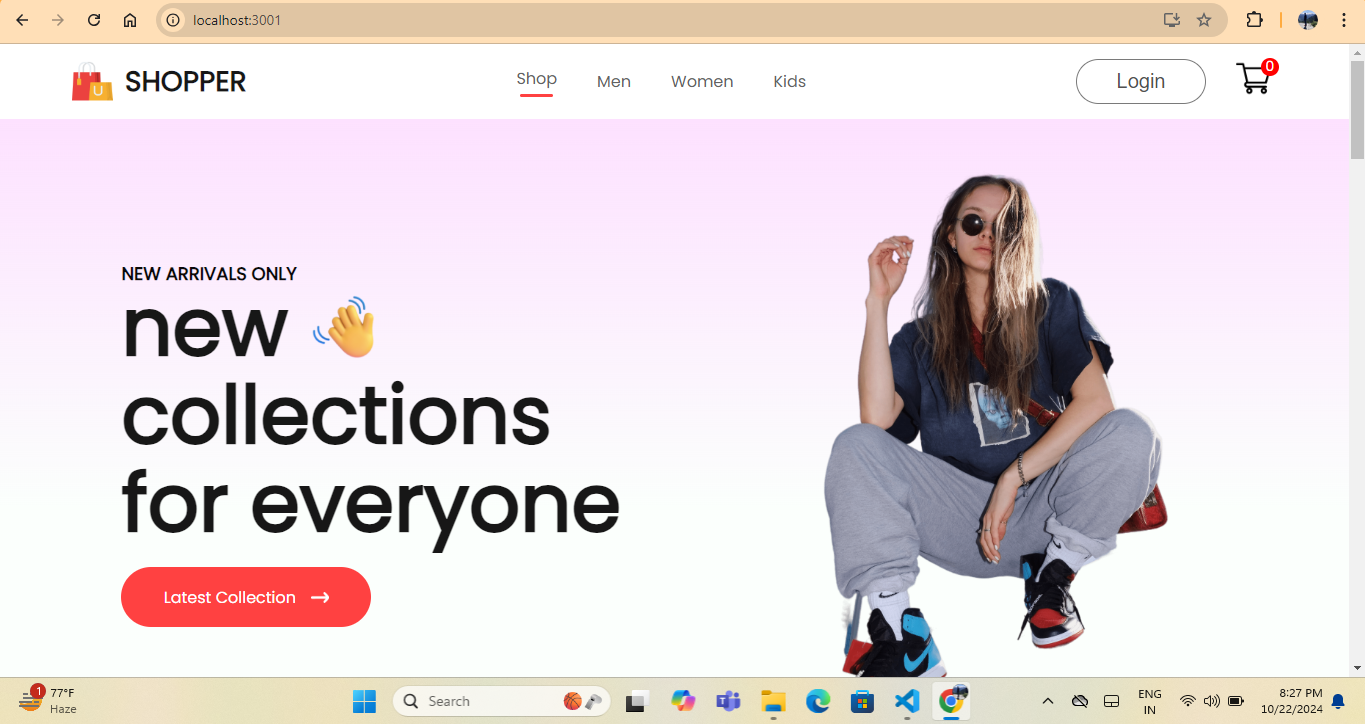 localhost:3001
SHOPPER
Shop
Men
Women
Kids
Login
0
U
NEW ARRIVALS ONLY
new
collections
for everyone
Latest Collection
1
77°F
Haze
Search
ENG
IN
8:27 PM
10/22/2024